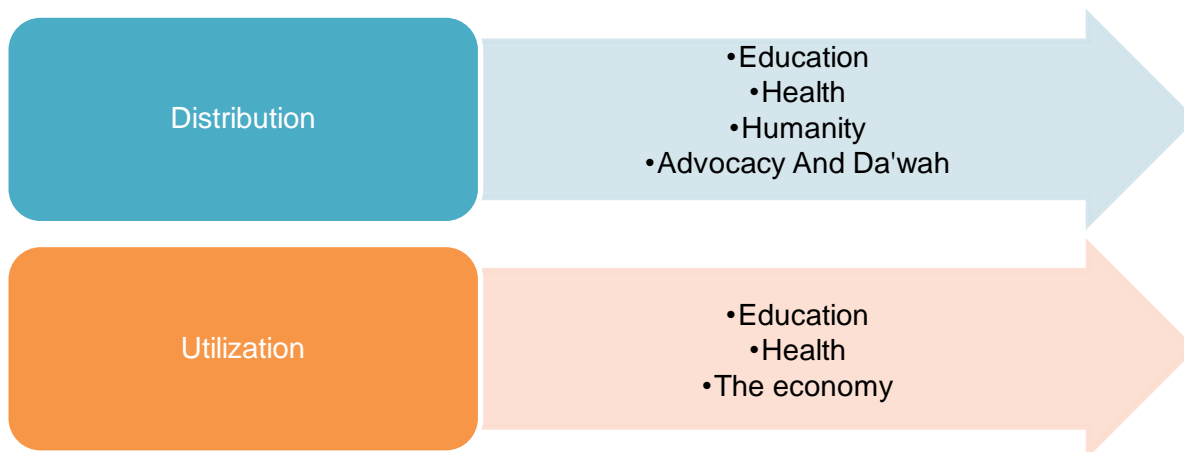 Distribution
•Education
•Health
•Humanity
•Advocacy And Da'wah
Utilization
•Education
•Health
•The economy